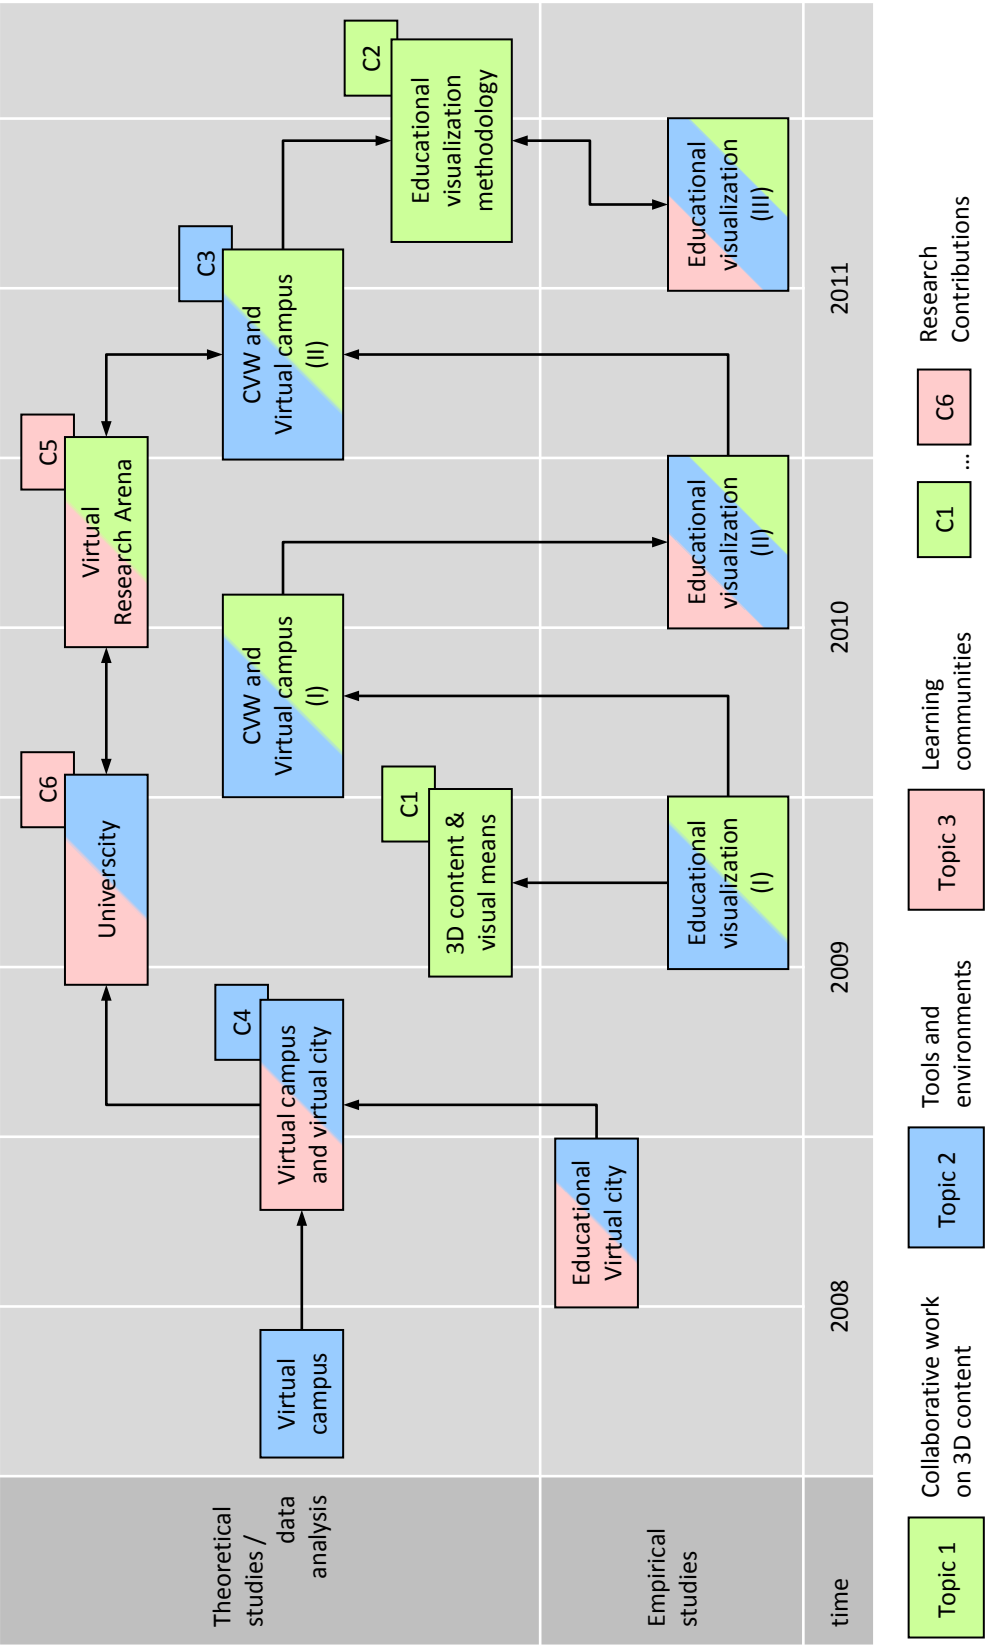 Theoretical
studies /
data
analysis
Empirical
studies
time
Virtual
campus
Virtual campus
and virtual city
C4
Educational
Virtual city
Universcity
C6
3D content &
visual means
C1
Educational
visualization
(I)
CVW and
Virtual campus
(I)
Virtual
Research Arena
C5
Educational
visualization
(II)
CVW and
Virtual campus
(II)
C3
Educational
visualization
methodology
C2
Educational
visualization
(III)
2008
2009
2010
2011
Topic 1
Collaborative work
on 3D content
Topic 2
Tools and
environments
Topic 3
Learning
communities
C1
...
C6
Research
Contributions